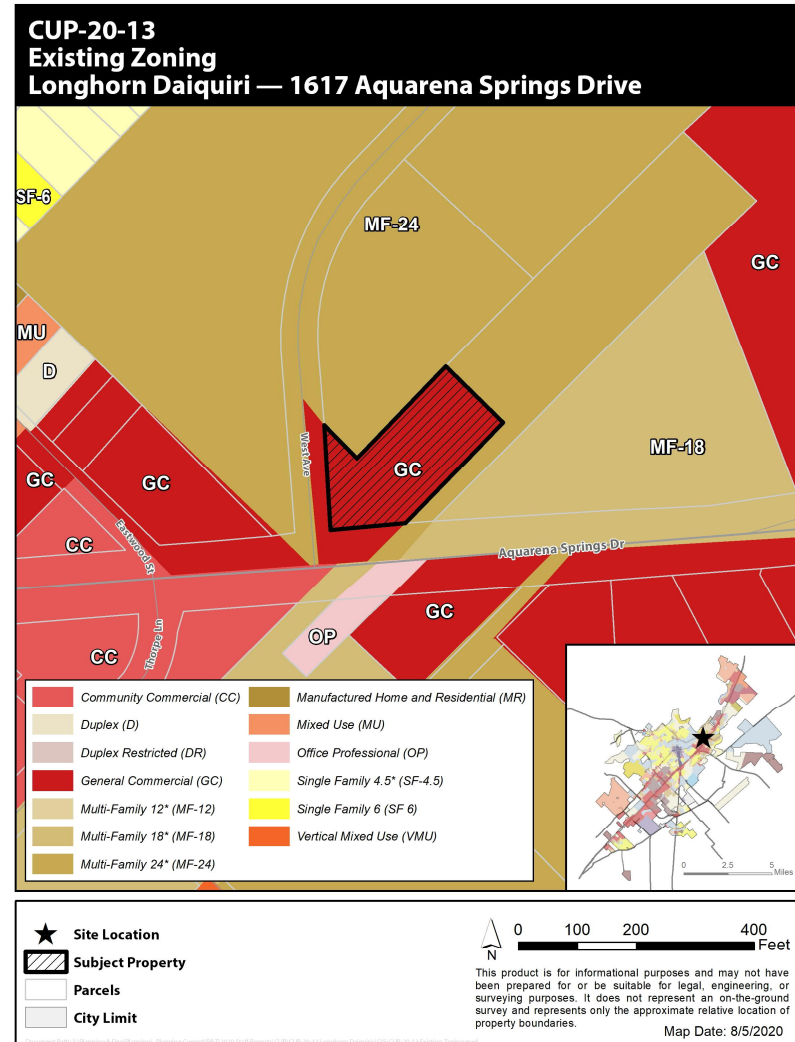 CUP-20-13
Existing Zoning
Longhorn Daiquiri — 1617 Aquarena Springs Drive
SF-6
MF-24
GC
MU
D
West Ave
GC
MF-18
GC
GC
CC
Eastwood St
Aquarena Springs Dr
GC
OP
Thorpe Ln
CC
Community Commercial (CC)
Duplex (D)
Duplex Restricted (DR)
General Commercial (GC)
Multi-Family 12* (MF-12)
Multi-Family 18* (MF-18)
Multi-Family 24* (MF-24)
Manufactured Home and Residential (MR)
Mixed Use (MU)
Office Professional (OP)
Single Family 4.5* (SF-4.5)
Single Family 6 (SF 6)
Vertical Mixed Use (VMU)
0 2.5 5
Miles
Site Location
Subject Property
Parcels
City Limit
N
0 100 200 400
Feet
This product is for informational purposes and may not have
been prepared for or be suitable for legal, engineering, or
surveying purposes. It does not represent an on-the-ground
survey and represents only the approximate relative location of
property boundaries.
Map Date: 8/5/2020